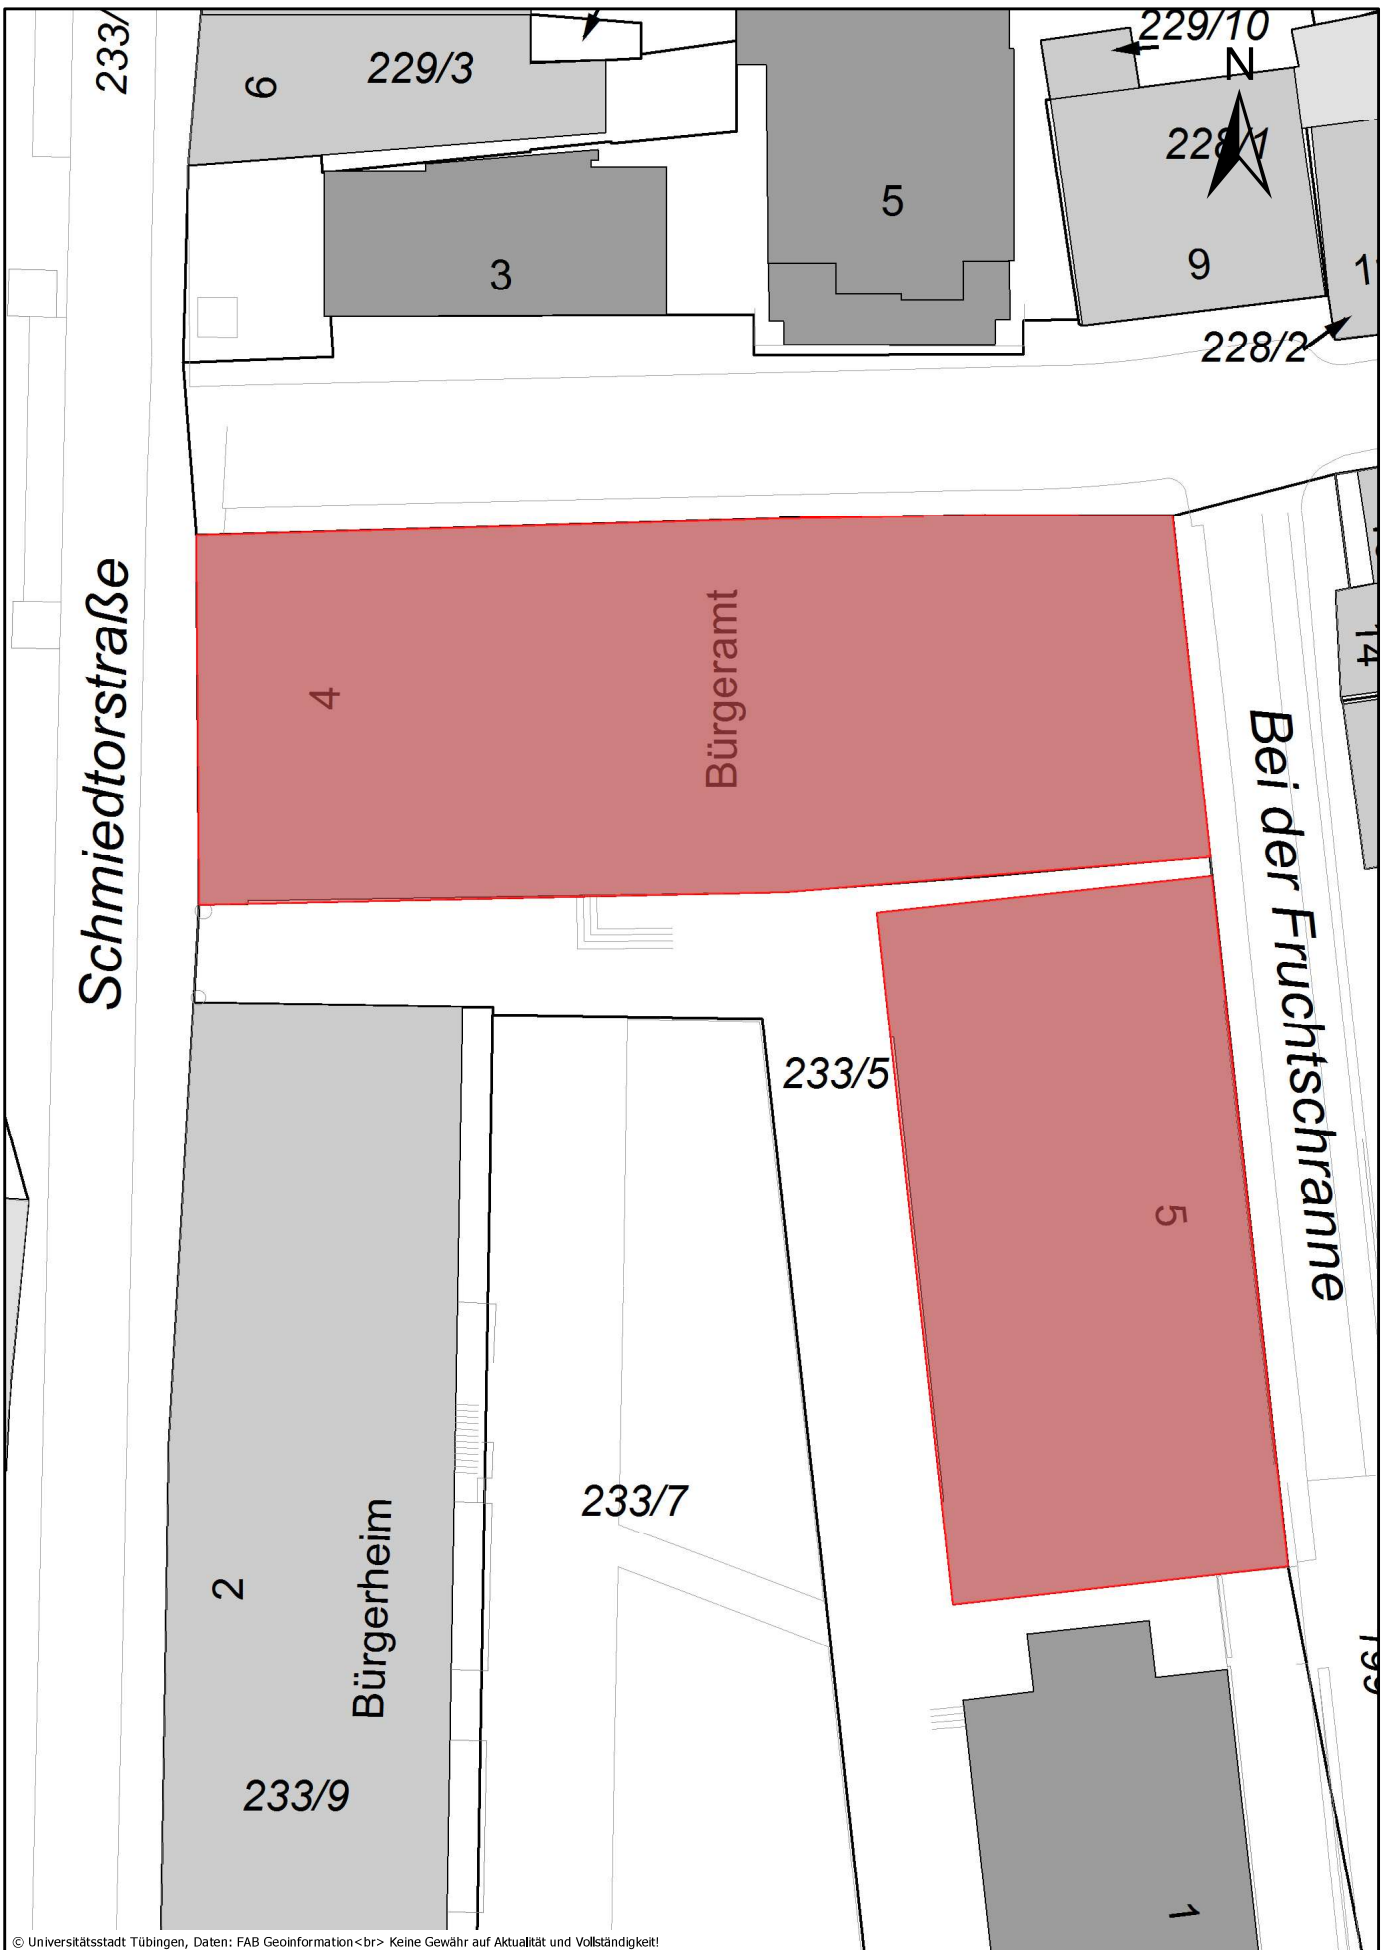 233/
6
229/3
229/10
N
228/1
5
3
9
228/2
Schmiedtorstraße
4
Bürgeramt
14
Bei der Fruchtschranne
233/5
5
233/7
2
Bürgerheim
233/9
1
© Universitätsstadt Tübingen, Daten: FAB Geoinformation<br> Keine Gewähr auf Aktualität und Vollständigkeit!